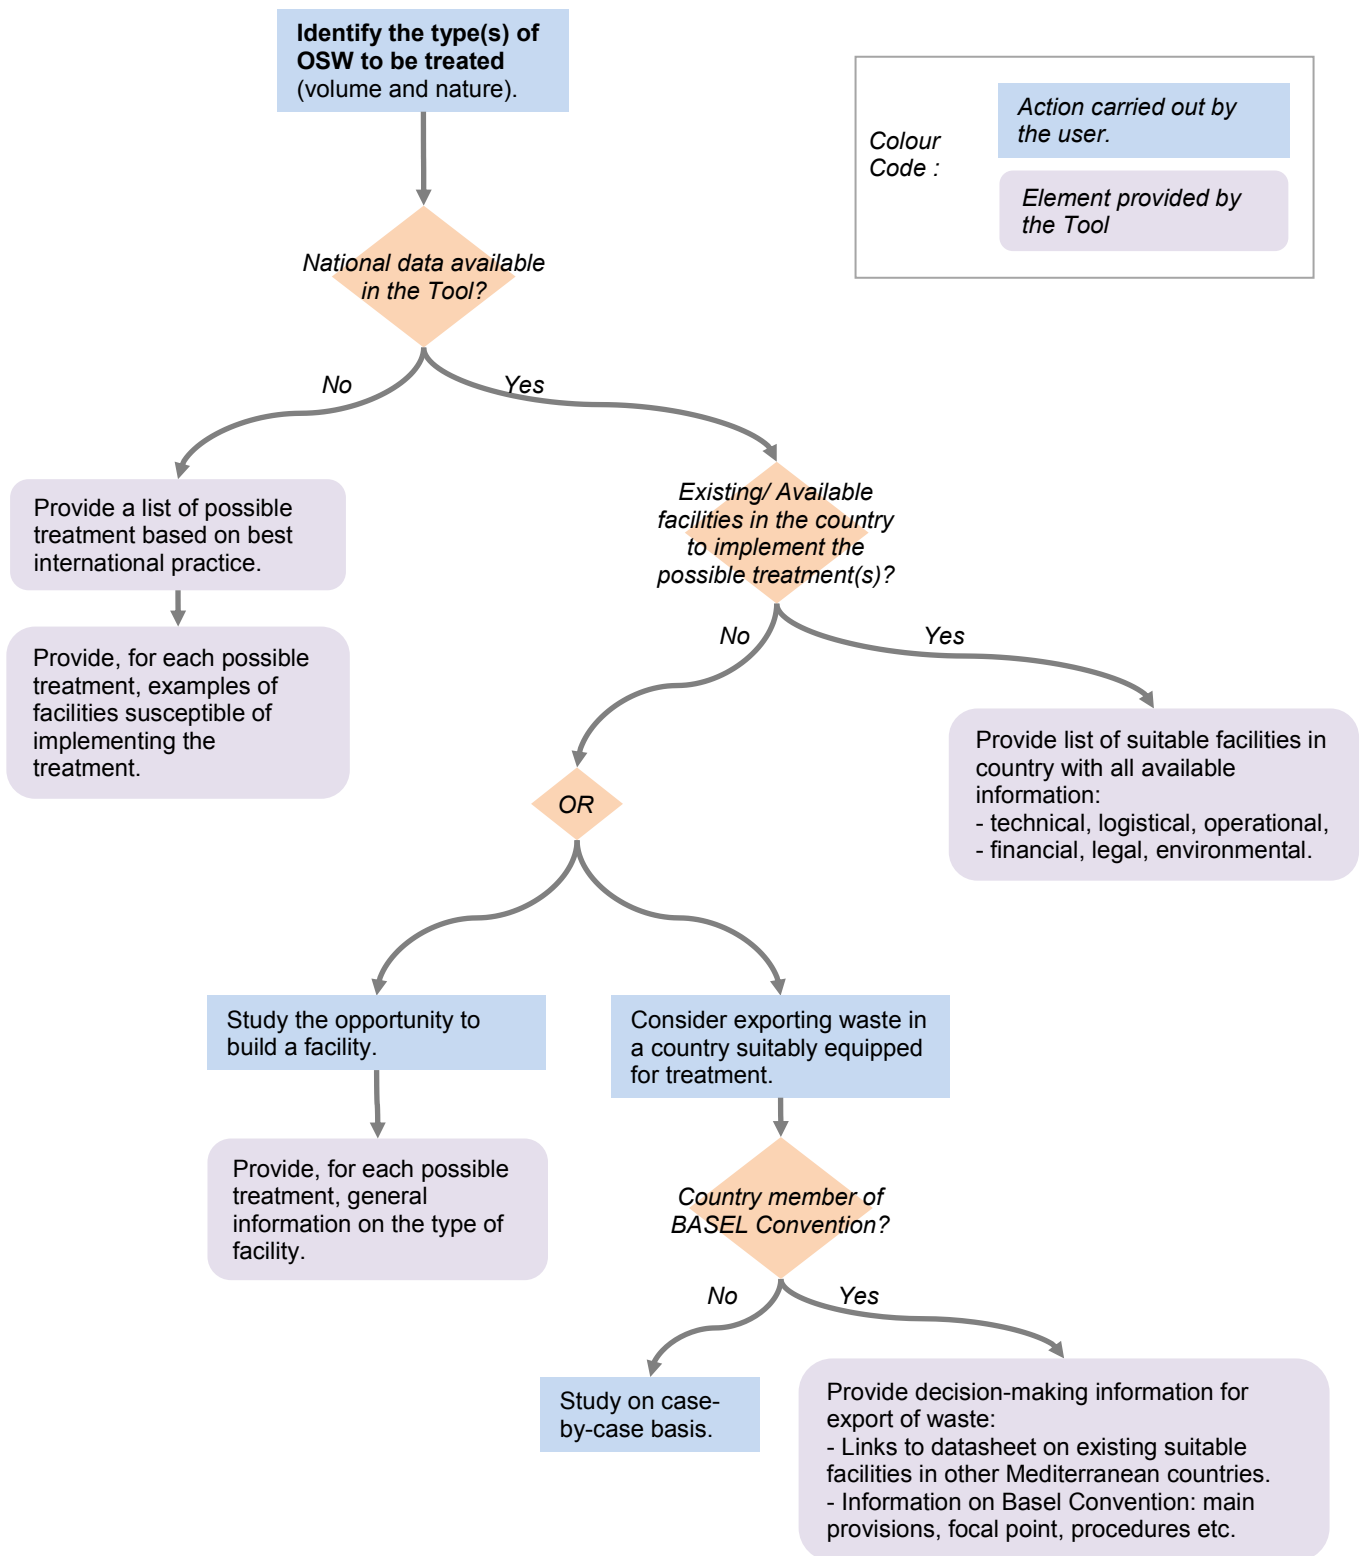 Identify the type(s) of
OSW to be treated
(volume and nature).
Colour
Code :
Action carried out by
the user.
Element provided by
the Tool
National data available
in the Tool?
No
Yes
Provide a list of possible
treatment based on best
international practice.
Existing/ Available
facilities in the country
to implement the
possible treatment(s)?
Provide, for each possible
treatment, examples of
facilities susceptible of
implementing the
treatment.
No
Yes
Provide list of suitable facilities in
country with all available
information:
- technical, logistical, operational,
- financial, legal, environmental.
OR
Study the opportunity to
build a facility.
Consider exporting waste in
a country suitably equipped
for treatment.
Provide, for each possible
treatment, general
information on the type of
facility.
Country member of
BASEL Convention?
No
Yes
Study on case-
by-case basis.
Provide decision-making information for
export of waste:
- Links to datasheet on existing suitable
facilities in other Mediterranean countries.
- Information on Basel Convention: main
provisions, focal point, procedures etc.